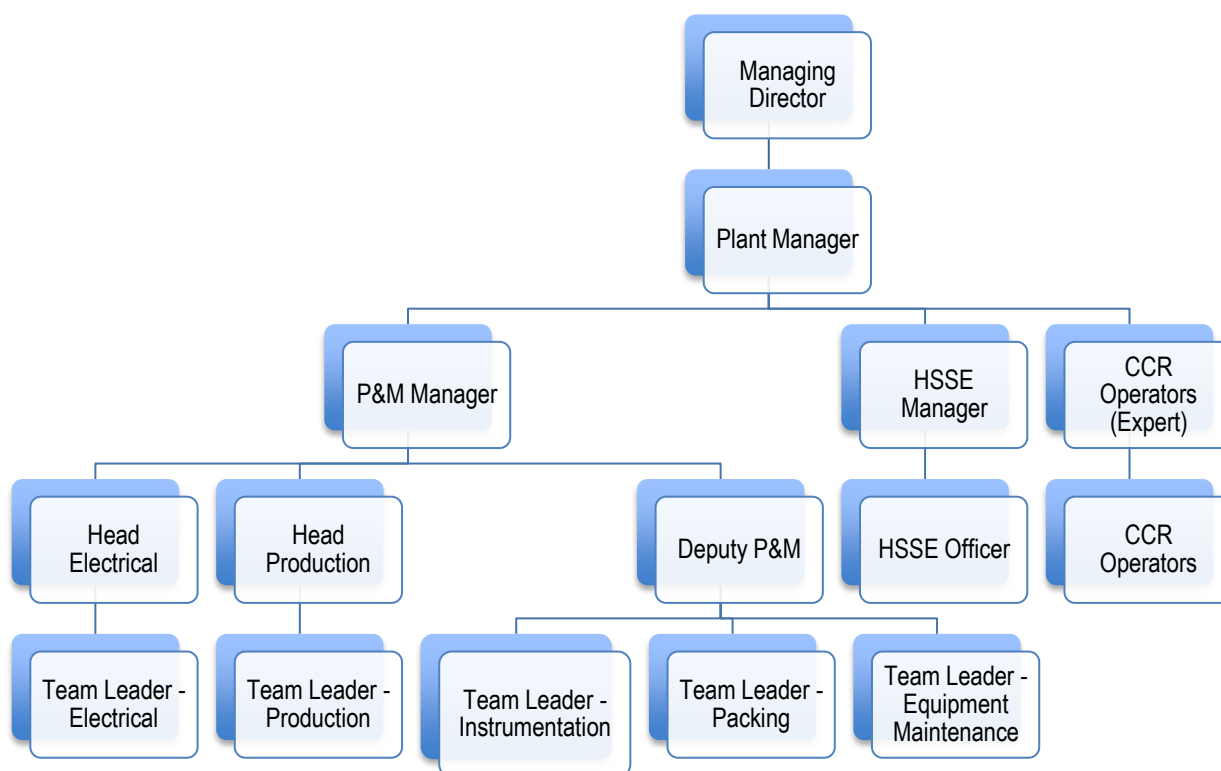 Managing
Director
Plant Manager
P&M Manager
HSSE
Manager
CCR
Operators
(Expert)
Head
Electrical
Head
Production
Deputy P&M
HSSE Officer
CCR
Operators
Team Leader -
Electrical
Team Leader -
Production
Team Leader -
Instrumentation
Team Leader -
Packing
Team Leader -
Equipment
Maintenance